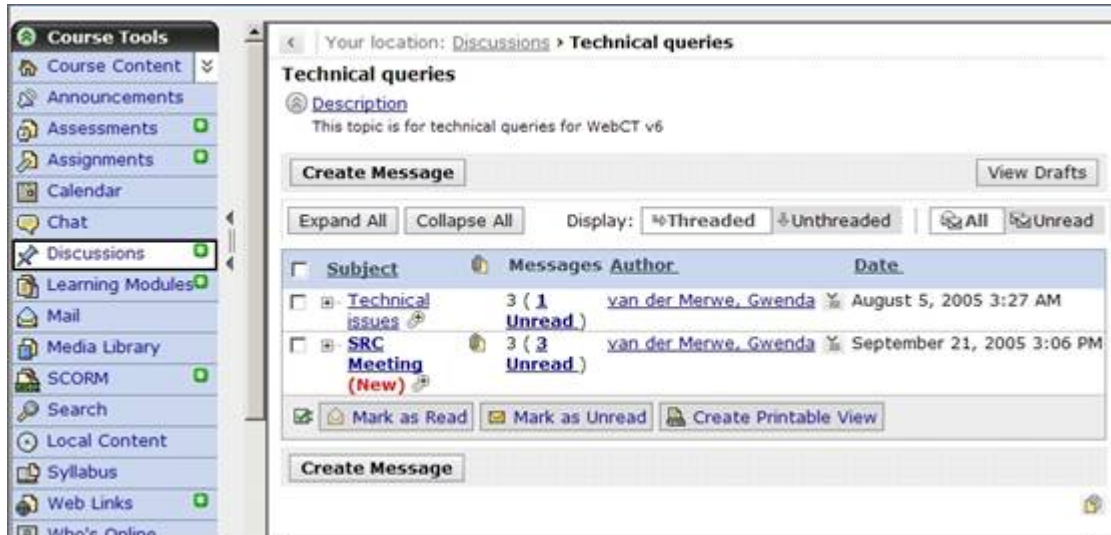 Course Tools
Course Content
Announcements
Assessments
Assignments
Calendar
Chat
Discussions
Learning Modules
Mail
Media Library
SCORM
Search
Local Content
Syllabus
Web Links
Who's Online
Your location: Discussions › Technical queries
Technical queries
Description
This topic is for technical queries for WebCT v6
Create Message View Drafts
Expand All Collapse All Display: Threaded Unthreaded All Unread
Subject Messages Author Date
Technical 3 ( 1 van der Merwe, Gwenda August 5, 2005 3:27 AM
issues Unread )
SRC 3 ( 3 van der Merwe, Gwenda September 21, 2005 3:06 PM
Meeting Unread )
(New)
Mark as Read Mark as Unread Create Printable View
Create Message